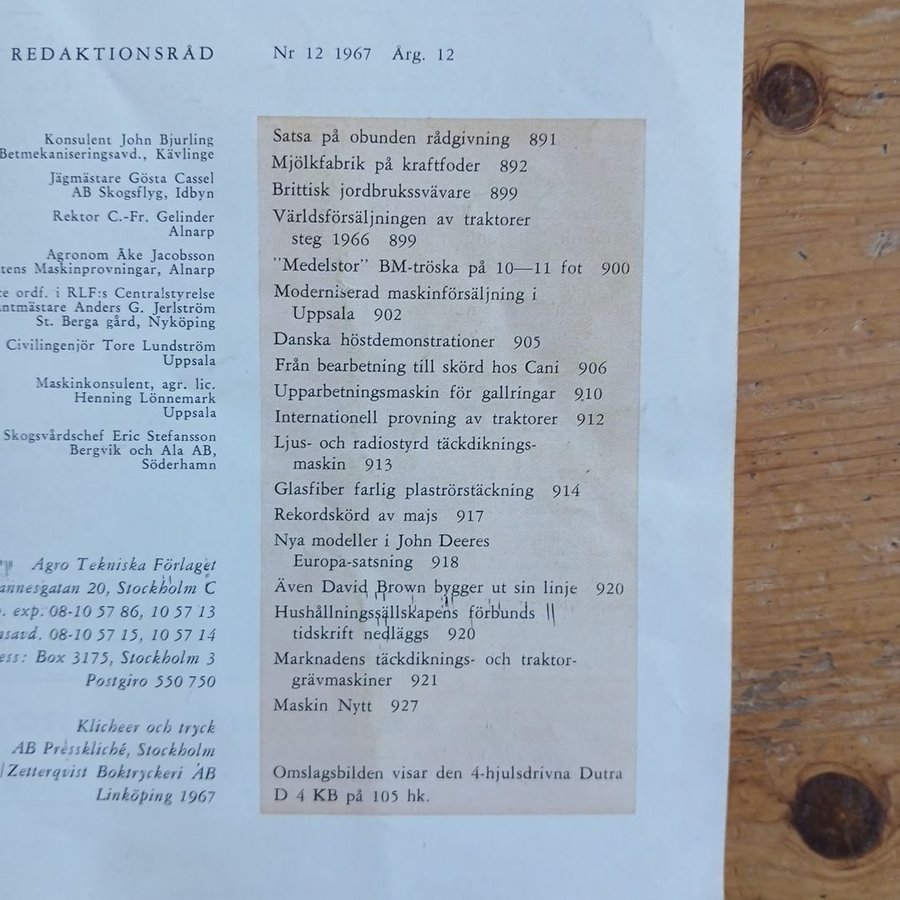 REDAKTIONSRÅD
Konsulent John Bjurling
Betmekaniseringsavd., Kävlinge
Jägmästare Gösta Cassel
AB Skogsflyg, Idbyn
Rektor C.-Fr. Gelinder
Alnarp
Agronom Åke Jacobsson
Maskinprovningar, Alnarp
ordf. i RLF:s Centralstyrelse
Anders G. Jerlström
St. Berga gård, Nyköping
Civilingenjör Tore Lundström
Uppsala
Maskinkonsulent, agr. lic.
Henning Lönnemark
Uppsala
Skogsvårdschef Eric Stefansson
Bergvik och Ala AB,
Söderhamn
Agro Tekniska Förlaget
20, Stockholm C
exp. 08-10 57 86, 10 57 13
08-10 57 15, 10 57 14
Box 3175, Stockholm 3
Postgiro 550 750
Klicheer och tryck
AB Presskliché, Stockholm
Zetterqvist Boktryckeri AB
Linköping 1967
Nr 12 1967 Årg. 12
Satsa på obunden rådgivning 891
Mjölkfabrik på kraftfoder 892
Brittisk jordbrukssvävare 899
Världsförsäljningen av traktorer
steg 1966 899
"Medelstor" BM-tröska på 10—11 fot 900
Moderniserad maskinförsäljning i
Uppsala 902
Danska höstdemonstrationer 905
Från bearbetning till skörd hos Cani 906
Upparbetningsmaskin för gallringar 910
Internationell provning av traktorer 912
Ljus- och radiostyrd täckdiknings-
maskin 913
Glasfiber farlig plaströrstäckning 914
Rekordskörd av majs 917
Nya modeller i John Deeres
Europa-satsning 918
Även David Brown bygger ut sin linje 920
Hushållningssällskapens förbunds
tidskrift nedläggs 920
Marknadens täckdiknings- och traktor-
grävmaskiner 921
Maskin Nytt 927
Omslagsbilden visar den 4-hjulsdrivna Dutra
D 4 KB på 105 hk.